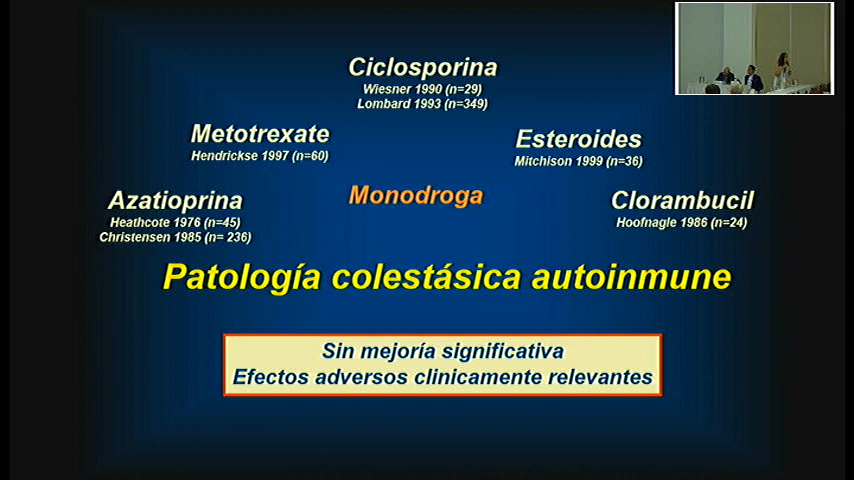 Ciclosporina
Wiesner 1990 (n=29)
Lombard 1993 (n=349)
Metotrexate
Hendrickse 1997 (n=60)
Esteroides
Mitchison 1999 (n=36)
Azatioprina
Heathcote 1976 (n=45)
Christensen 1985 (n= 236)
Monodroga
Clorambucil
Hoofnagle 1986 (n=24)
Patología colestásica autoinmune
Sin mejoría significativa
Efectos adversos clinicamente relevantes